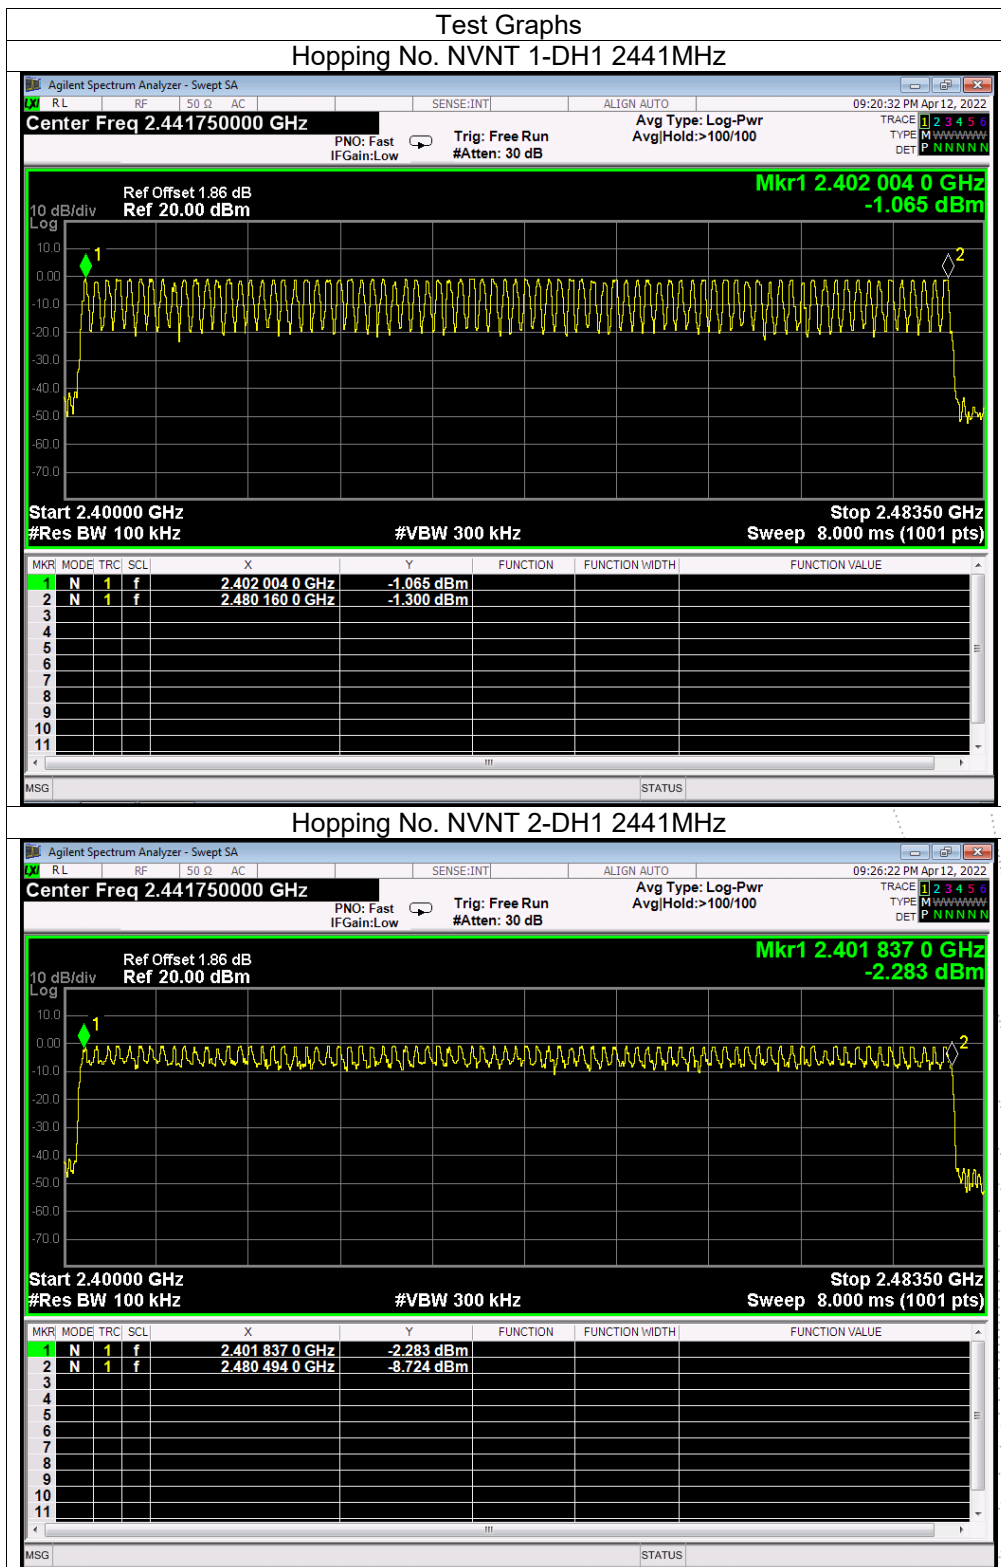 Test Graphs
Hopping No. NVNT 1-DH1 2441MHz
Agilent Spectrum Analyzer - Swept SA
LXI RL RF 50 Ω AC SENSE:INT ALIGN AUTO 09:20:32 PM Apr 12, 2022
Center Freq 2.441750000 GHz Avg Type: Log-Pwr TRACE 1 2 3 4 5 6
PNO: Fast Trig: Free Run Avg|Hold:>100/100 TYPE M WWWWW
IFGain:Low #Atten: 30 dB DET P N N N N N
Mkr1 2.402 004 0 GHz
Ref Offset 1.86 dB
10 dB/div Ref 20.00 dBm -1.065 dBm
Log
10.0
1
2
0.00
-10.0
-20.0
-30.0
-40.0
-50.0
-60.0
-70.0
Start 2.40000 GHz Stop 2.48350 GHz
#Res BW 100 kHz #VBW 300 kHz Sweep 8.000 ms (1001 pts)
MKR MODE TRC SCL X Y FUNCTION FUNCTION WIDTH FUNCTION VALUE
1 N 1 f 2.402 004 0 GHz -1.065 dBm
2 N 1 f 2.480 160 0 GHz -1.300 dBm
3
4
5
6
7
8
9
10
11
MSG STATUS
Hopping No. NVNT 2-DH1 2441MHz
Agilent Spectrum Analyzer - Swept SA
LXI RL RF 50 Ω AC SENSE:INT ALIGN AUTO 09:26:22 PM Apr 12, 2022
Center Freq 2.441750000 GHz Avg Type: Log-Pwr TRACE 1 2 3 4 5 6
PNO: Fast Trig: Free Run Avg|Hold:>100/100 TYPE M WWWWW
IFGain:Low #Atten: 30 dB DET P N N N N N
Mkr1 2.401 837 0 GHz
Ref Offset 1.86 dB
10 dB/div Ref 20.00 dBm -2.283 dBm
Log
10.0
1
0.00
2
-10.0
-20.0
-30.0
-40.0
-50.0
-60.0
-70.0
Start 2.40000 GHz Stop 2.48350 GHz
#Res BW 100 kHz #VBW 300 kHz Sweep 8.000 ms (1001 pts)
MKR MODE TRC SCL X Y FUNCTION FUNCTION WIDTH FUNCTION VALUE
1 N 1 f 2.401 837 0 GHz -2.283 dBm
2 N 1 f 2.480 494 0 GHz -8.724 dBm
3
4
5
6
7
8
9
10
11
MSG STATUS